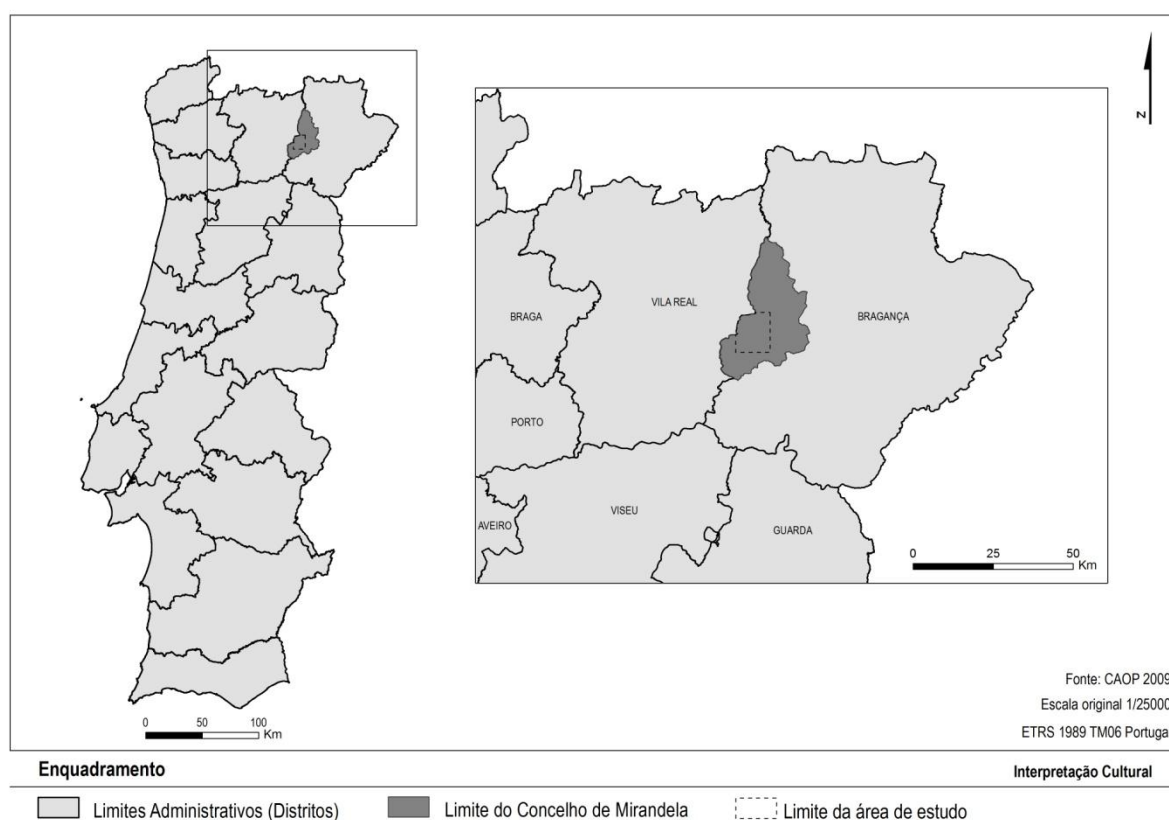 N
VILA REAL
BRAGANÇA
BRAGA
PORTO
VISEU
AVEIRO
GUARDA
0 25 50
Km
0 50 100
Km
Fonte: CAOP 2009
Escala original 1/25000
ETRS 1989 TM06 Portuga
Enquadramento
Interpretação Cultural
Limites Administrativos (Distritos)
Limite do Concelho de Mirandela
Limite da área de estudo